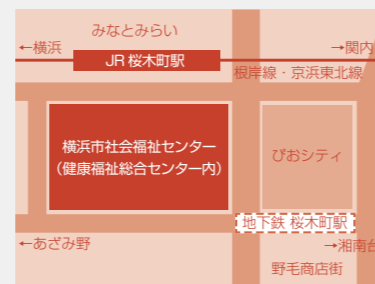 みなとみらい
←横浜
→関内
JR 桜木町駅
根岸線・京浜東北線
横浜市社会福祉センター
(健康福祉総合センター内)
ぴおシティ
地下鉄 桜木町駅
←あざみ野
→湘南台
野毛商店街